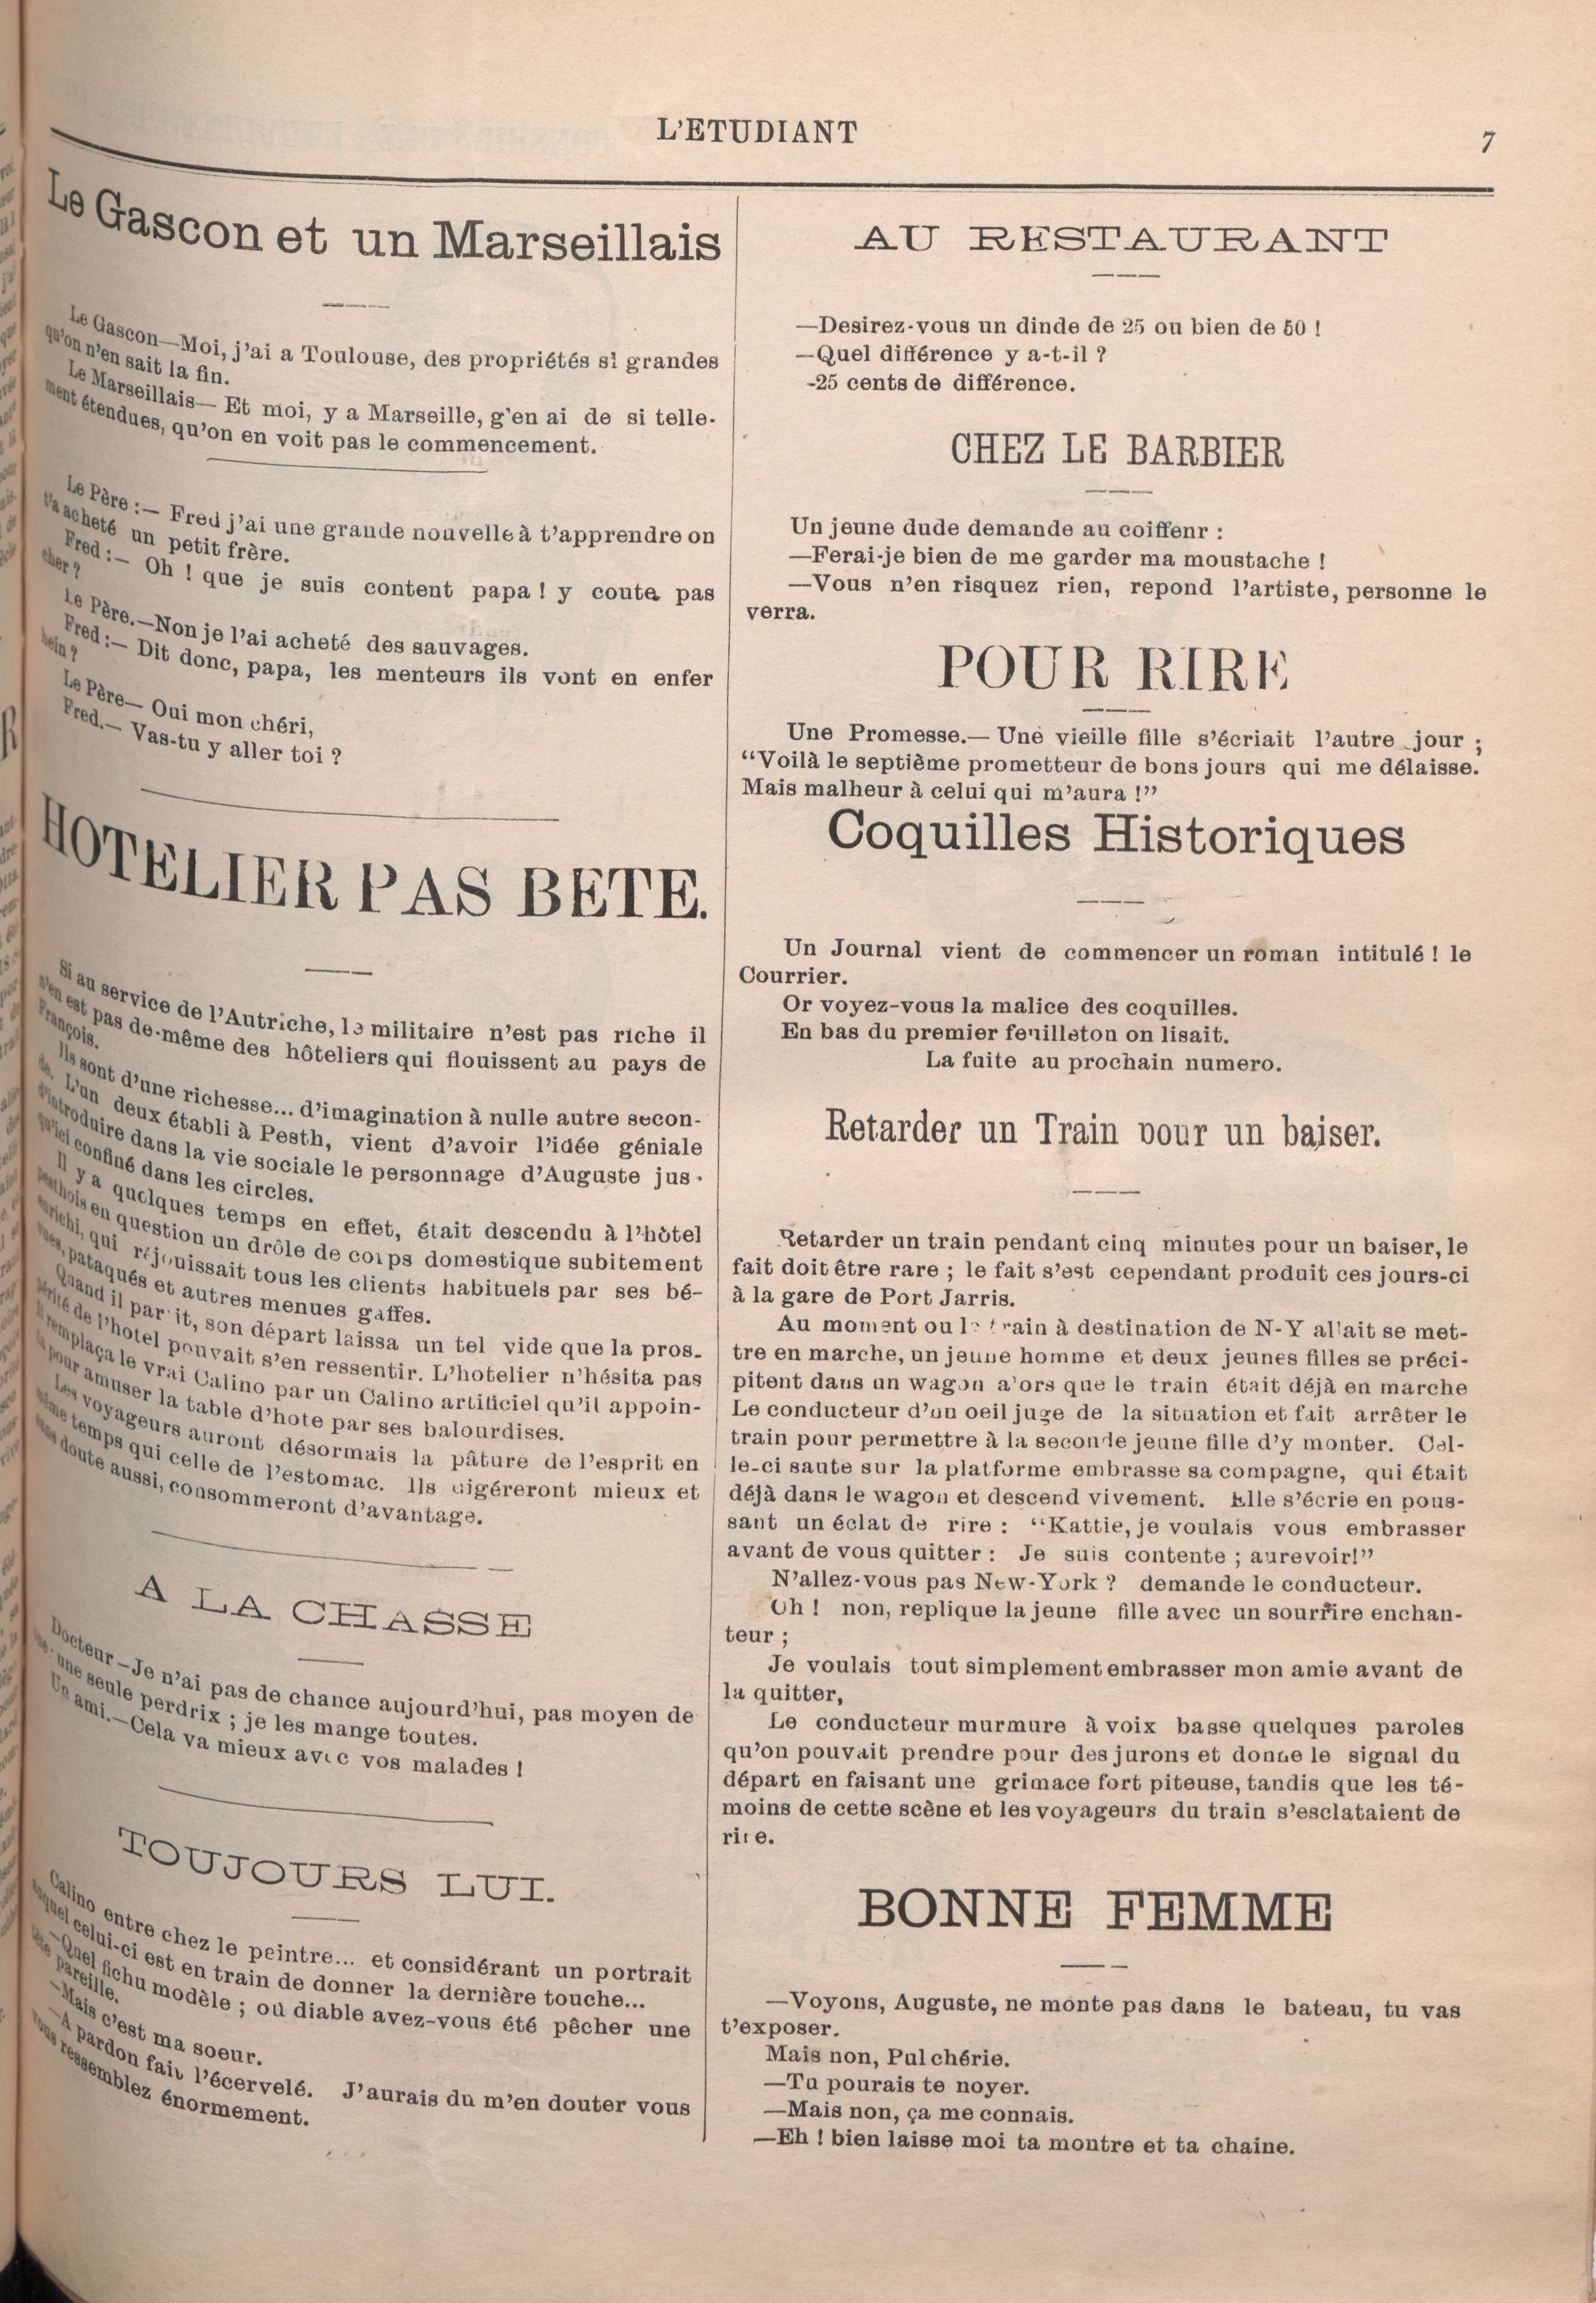 L'ETUDIANT
7
Le Gascon et un Marseillais
Le Gascon—Moi, j'ai a Toulouse, des propriétés si grandes
qu'on n'en sait la fin.
Le Marseillais— Et moi, y a Marseille, g'en ai de si telle-
ment étendues, qu'on en voit pas le commencement.
Le Père :— Fred j'ai une grande nouvelle à t'apprendre on
t'a acheté un petit frère.
Fred :— Oh ! que je suis content papa ! y coute pas
cher ?
Le Père.—Non je l'ai acheté des sauvages.
Fred :— Dit donc, papa, les menteurs ils vont en enfer
hein ?
Le Père— Oui mon chéri,
Fred.— Vas-tu y aller toi ?
HOTELIER PAS BETE.
Si au service de l'Autriche, le militaire n'est pas riche il
n'en est pas de-même des hôteliers qui flouissent au pays de
François.
Ils sont d'une richesse... d'imagination à nulle autre secon-
de. L'un deux établi à Pesth, vient d'avoir l'idée géniale
d'introduire dans la vie sociale le personnage d'Auguste jus-
qu'ici confiné dans les circles.
Il y a quelques temps en effet, était descendu à l'hôtel
pesthois en question un drôle de corps domestique subitement
enrichi, qui réjouissait tous les clients habituels par ses bé-
vues, pataqués et autres menues gaffes.
Quand il partit, son départ laissa un tel vide que la pros-
périté de l'hotel pouvait s'en ressentir. L'hotelier n'hésita pas
Il remplaça le vrai Calino par un Calino artificiel qu'il appoin-
ta pour amuser la table d'hote par ses balourdises.
Les voyageurs auront désormais la pâture de l'esprit en
même temps qui celle de l'estomac. Ils digéreront mieux et
sans doute aussi, consommeront d'avantage.
A LA CHASSE
Docteur—Je n'ai pas de chance aujourd'hui, pas moyen de
une seule perdrix ; je les mange toutes.
Un ami.—Cela va mieux avec vos malades !
TOUJOURS LUI.
Calino entre chez le peintre... et considérant un portrait
auquel celui-ci est en train de donner la dernière touche...
—Quel fichu modèle ; où diable avez-vous été pêcher une
tête pareille.
—Mais c'est ma soeur.
—A pardon fait l'écervelé. J'aurais du m'en douter vous
vous ressemblez énormement.
AU RESTAURANT
—Desirez-vous un dinde de 25 ou bien de 50 !
—Quel différence y a-t-il ?
-25 cents de différence.
CHEZ LE BARBIER
Un jeune dude demande au coiffenr :
—Ferai-je bien de me garder ma moustache !
—Vous n'en risquez rien, repond l'artiste, personne le
verra.
POUR RIRE
Une Promesse.— Une vieille fille s'écriait l'autre jour ;
“Voilà le septième prometteur de bons jours qui me délaisse.
Mais malheur à celui qui m'aura !”
Coquilles Historiques
Un Journal vient de commencer un roman intitulé ! le
Courrier.
Or voyez-vous la malice des coquilles.
En bas du premier feuilleton on lisait.
La fuite au prochain numero.
Retarder un Train pour un baiser.
Retarder un train pendant cinq minutes pour un baiser, le
fait doit être rare ; le fait s'est cependant produit ces jours-ci
à la gare de Port Jarris.
Au moment ou le train à destination de N-Y allait se met-
tre en marche, un jeune homme et deux jeunes filles se préci-
pitent dans un wagon alors que le train était déjà en marche
Le conducteur d'un oeil juge de la situation et fait arrêter le
train pour permettre à la seconde jeune fille d'y monter. Cel-
le-ci saute sur la platforme embrasse sa compagne, qui était
déjà dans le wagon et descend vivement. Elle s'écrie en pous-
sant un éclat de rire : “Kattie, je voulais vous embrasser
avant de vous quitter : Je suis contente ; aurevoir!”
N'allez-vous pas New-York ? demande le conducteur.
Oh ! non, replique la jeune fille avec un sourrire enchan-
teur ;
Je voulais tout simplement embrasser mon amie avant de
la quitter,
Le conducteur murmure à voix basse quelques paroles
qu'on pouvait prendre pour des jurons et donne le signal du
départ en faisant une grimace fort piteuse, tandis que les té-
moins de cette scène et les voyageurs du train s'esclataient de
rire.
BONNE FEMME
—Voyons, Auguste, ne monte pas dans le bateau, tu vas
t'exposer.
Mais non, Pulchérie.
—Tu pourais te noyer.
—Mais non, ça me connais.
—Eh ! bien laisse moi ta montre et ta chaine.